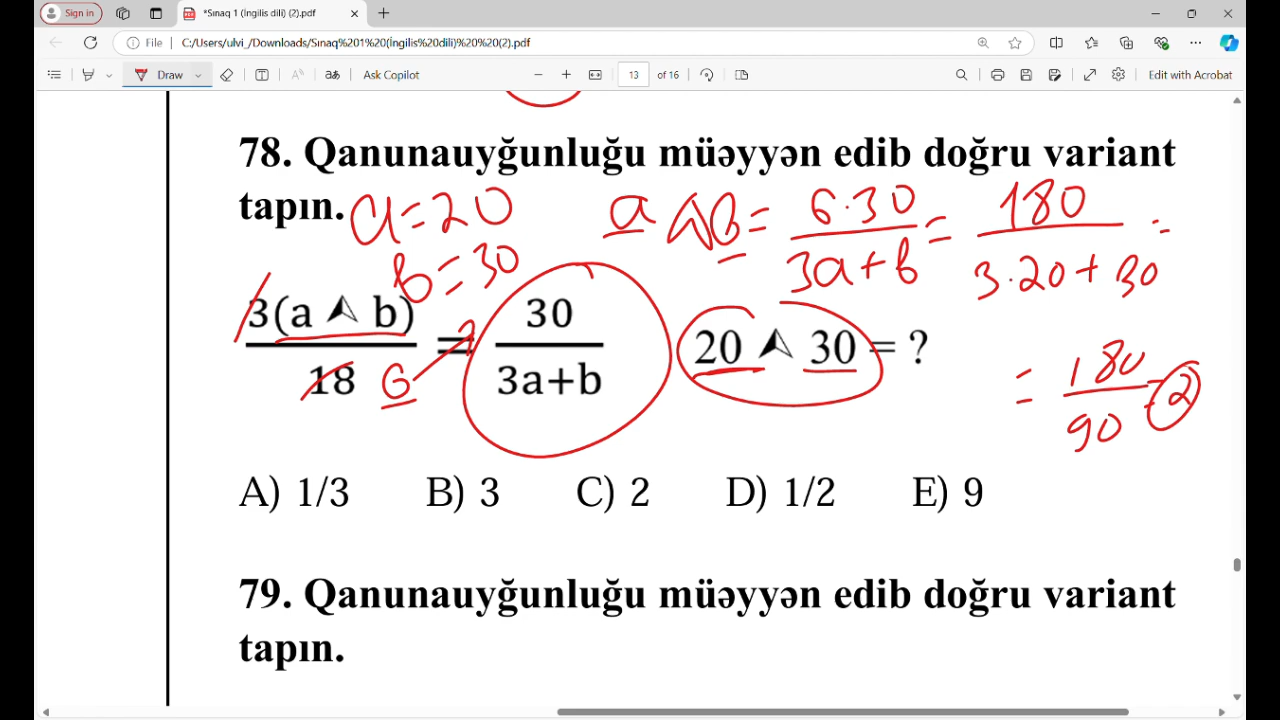 Sign in
*Sınaq 1 (İngilis dili) (2).pdf
File C:/Users/ulvi_/Downloads/Sınaq%201%20(İngilis%20dili)%20%20(2).pdf
Draw
Ask Copilot
13 of 16
Edit with Acrobat
78. Qanunauyğunluğu müəyyən edib doğru variant
tapın.
a=20
b=30
a ⮝ b = 6·30 / 3a+b = 180 / 3·20+30 =
3(a ⮝ b) / 18 = 30 / 3a+b
6
20 ⮝ 30 = ?
= 180 / 90 = 2
A) 1/3 B) 3 C) 2 D) 1/2 E) 9
79. Qanunauyğunluğu müəyyən edib doğru variant
tapın.